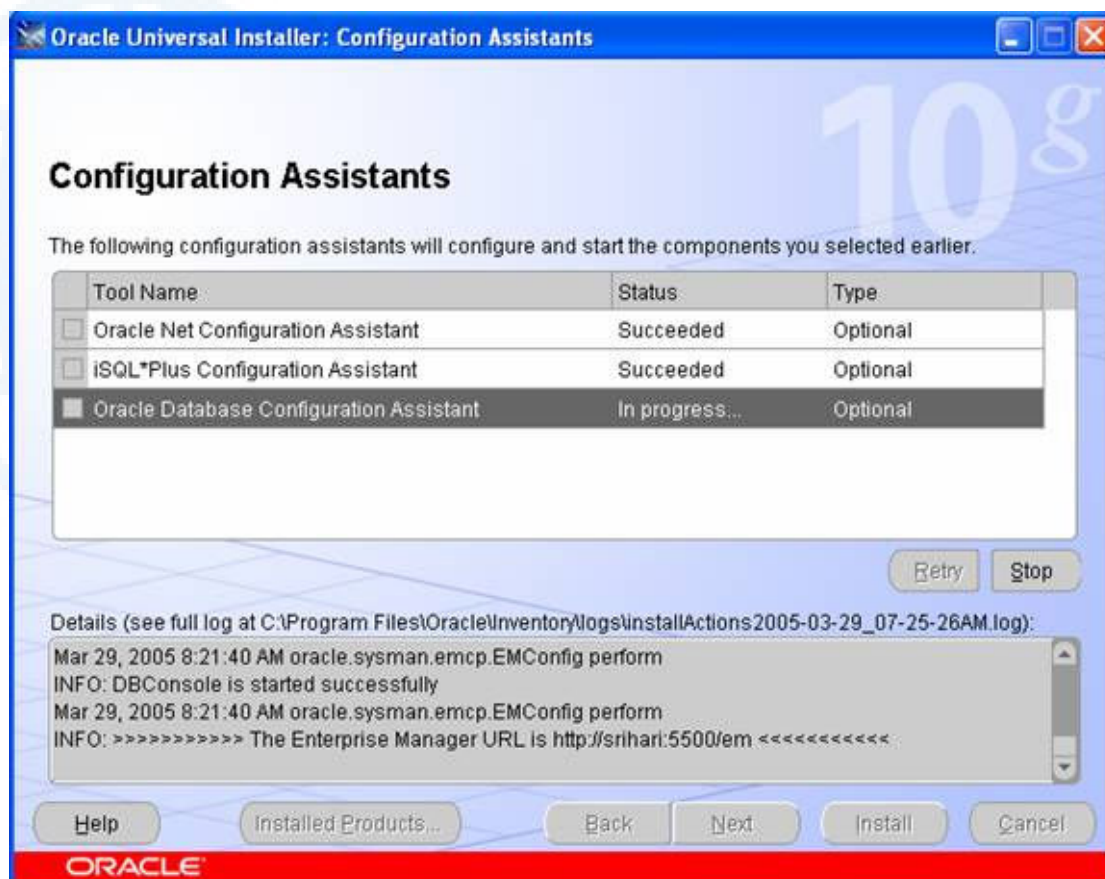 Oracle Universal Installer: Configuration Assistants
10g
Configuration Assistants
The following configuration assistants will configure and start the components you selected earlier.
Tool Name Status Type
Oracle Net Configuration Assistant Succeeded Optional
iSQL*Plus Configuration Assistant Succeeded Optional
Oracle Database Configuration Assistant In progress... Optional
Retry Stop
Details (see full log at C:\Program Files\Oracle\Inventory\logs\installActions2005-03-29_07-25-26AM.log):
Mar 29, 2005 8:21:40 AM oracle.sysman.emcp.EMConfig perform
INFO: DBConsole is started successfully
Mar 29, 2005 8:21:40 AM oracle.sysman.emcp.EMConfig perform
INFO: >>>>>>>>>>> The Enterprise Manager URL is http://srihari:5500/em <<<<<<<<<<<
Help Installed Products... Back Next Install Cancel
ORACLE